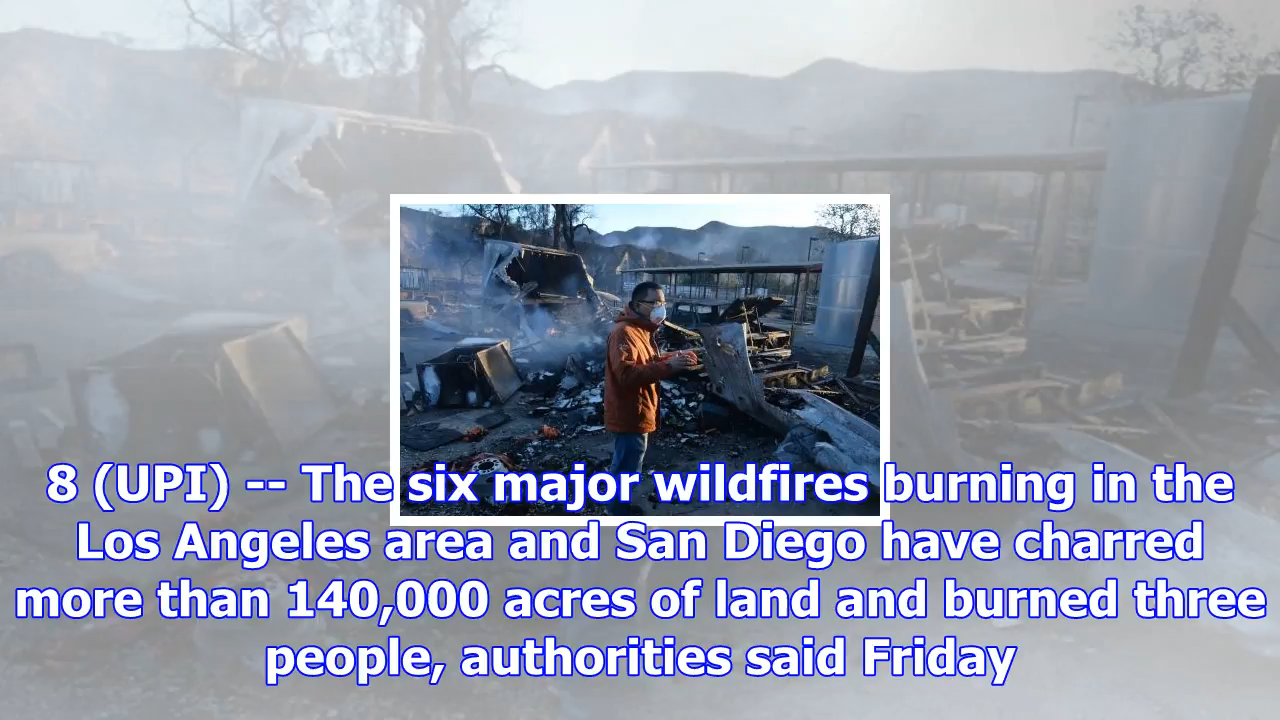 8 (UPI) -- The six major wildfires burning in the
Los Angeles area and San Diego have charred
more than 140,000 acres of land and burned three
people, authorities said Friday